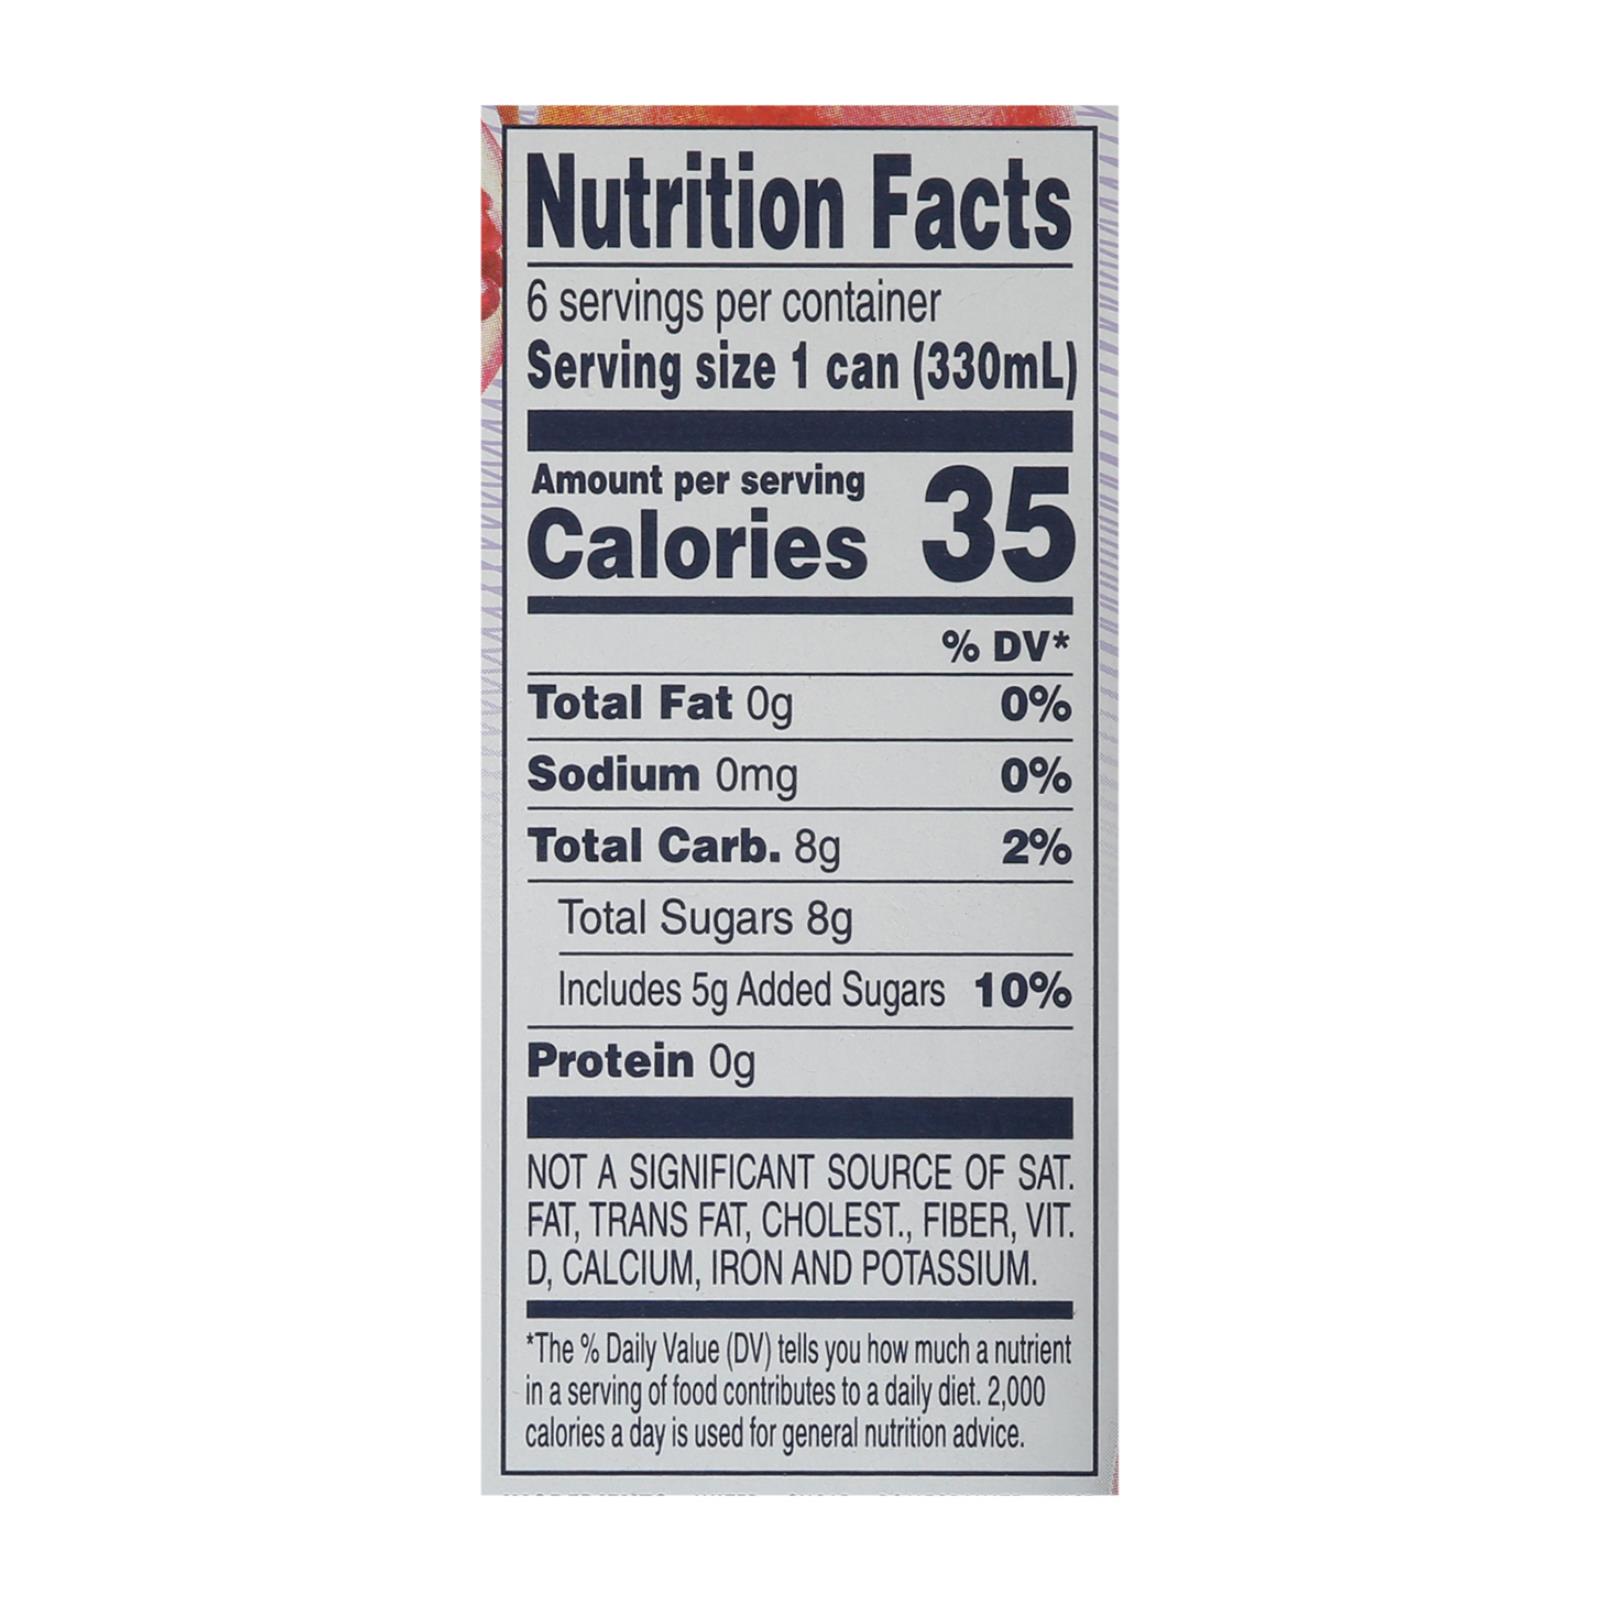 Nutrition Facts
6 servings per container
Serving size 1 can (330mL)
Amount per serving
Calories 35
% DV*
Total Fat 0g 0%
Sodium 0mg 0%
Total Carb. 8g 2%
Total Sugars 8g
Includes 5g Added Sugars 10%
Protein 0g
NOT A SIGNIFICANT SOURCE OF SAT.
FAT, TRANS FAT, CHOLEST., FIBER, VIT.
D, CALCIUM, IRON AND POTASSIUM.
*The % Daily Value (DV) tells you how much a nutrient
in a serving of food contributes to a daily diet. 2,000
calories a day is used for general nutrition advice.